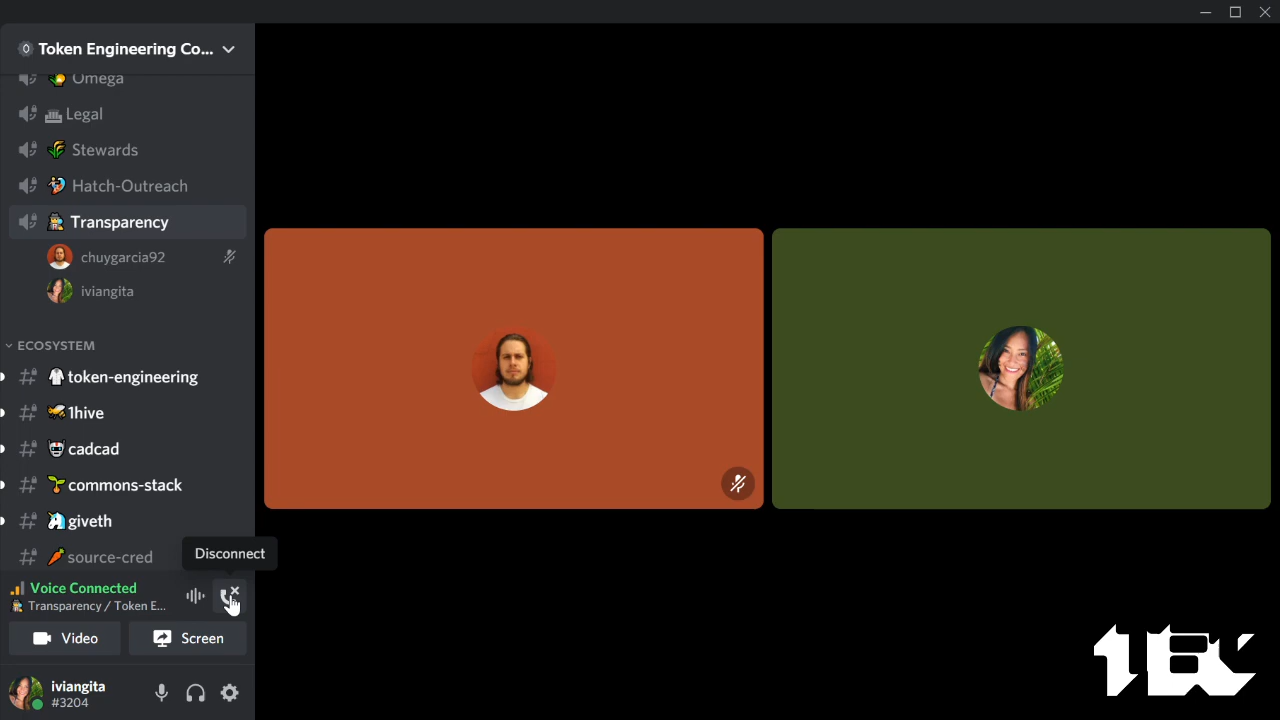 Token Engineering Co...
Omega
Legal
Stewards
Hatch-Outreach
Transparency
chuygarcia92
iviangita
ECOSYSTEM
token-engineering
1hive
cadcad
commons-stack
giveth
source-cred
Disconnect
Voice Connected
Transparency / Token E...
Video
Screen
iviangita
#3204
TEC